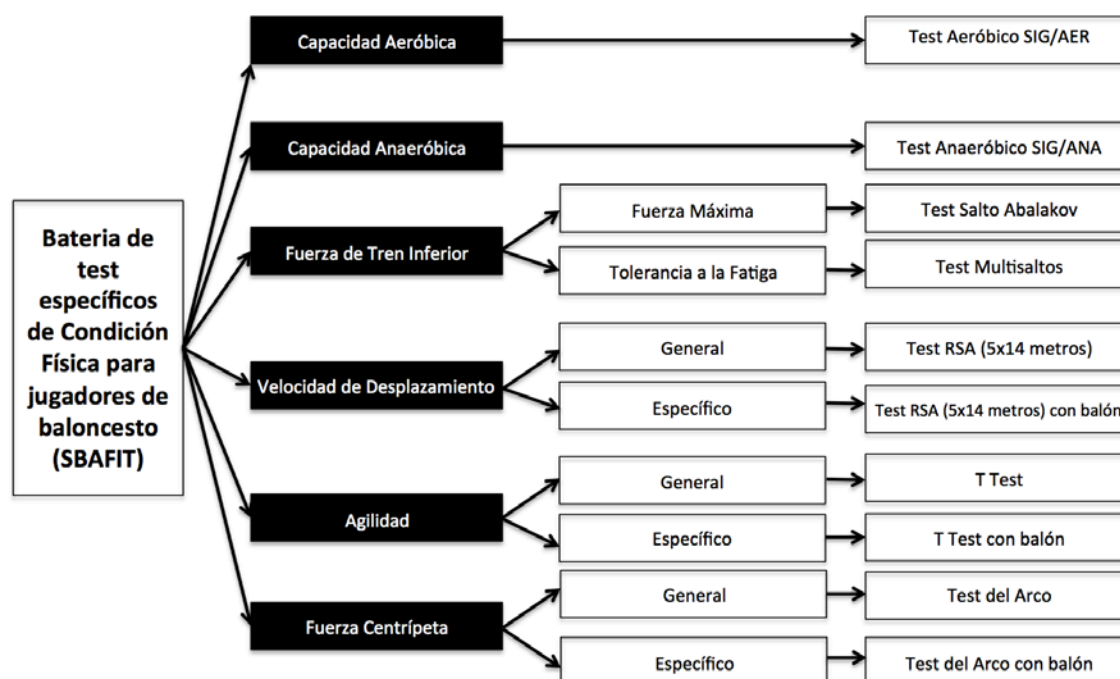 Capacidad Aeróbica
Test Aeróbico SIG/AER
Capacidad Anaeróbica
Test Anaeróbico SIG/ANA
Bateria de
test
específicos
de Condición
Física para
jugadores de
baloncesto
(SBAFIT)
Fuerza de Tren Inferior
Fuerza Máxima
Test Salto Abalakov
Tolerancia a la Fatiga
Test Multisaltos
Velocidad de Desplazamiento
General
Test RSA (5x14 metros)
Específico
Test RSA (5x14 metros) con balón
Agilidad
General
T Test
Específico
T Test con balón
Fuerza Centrípeta
General
Test del Arco
Específico
Test del Arco con balón